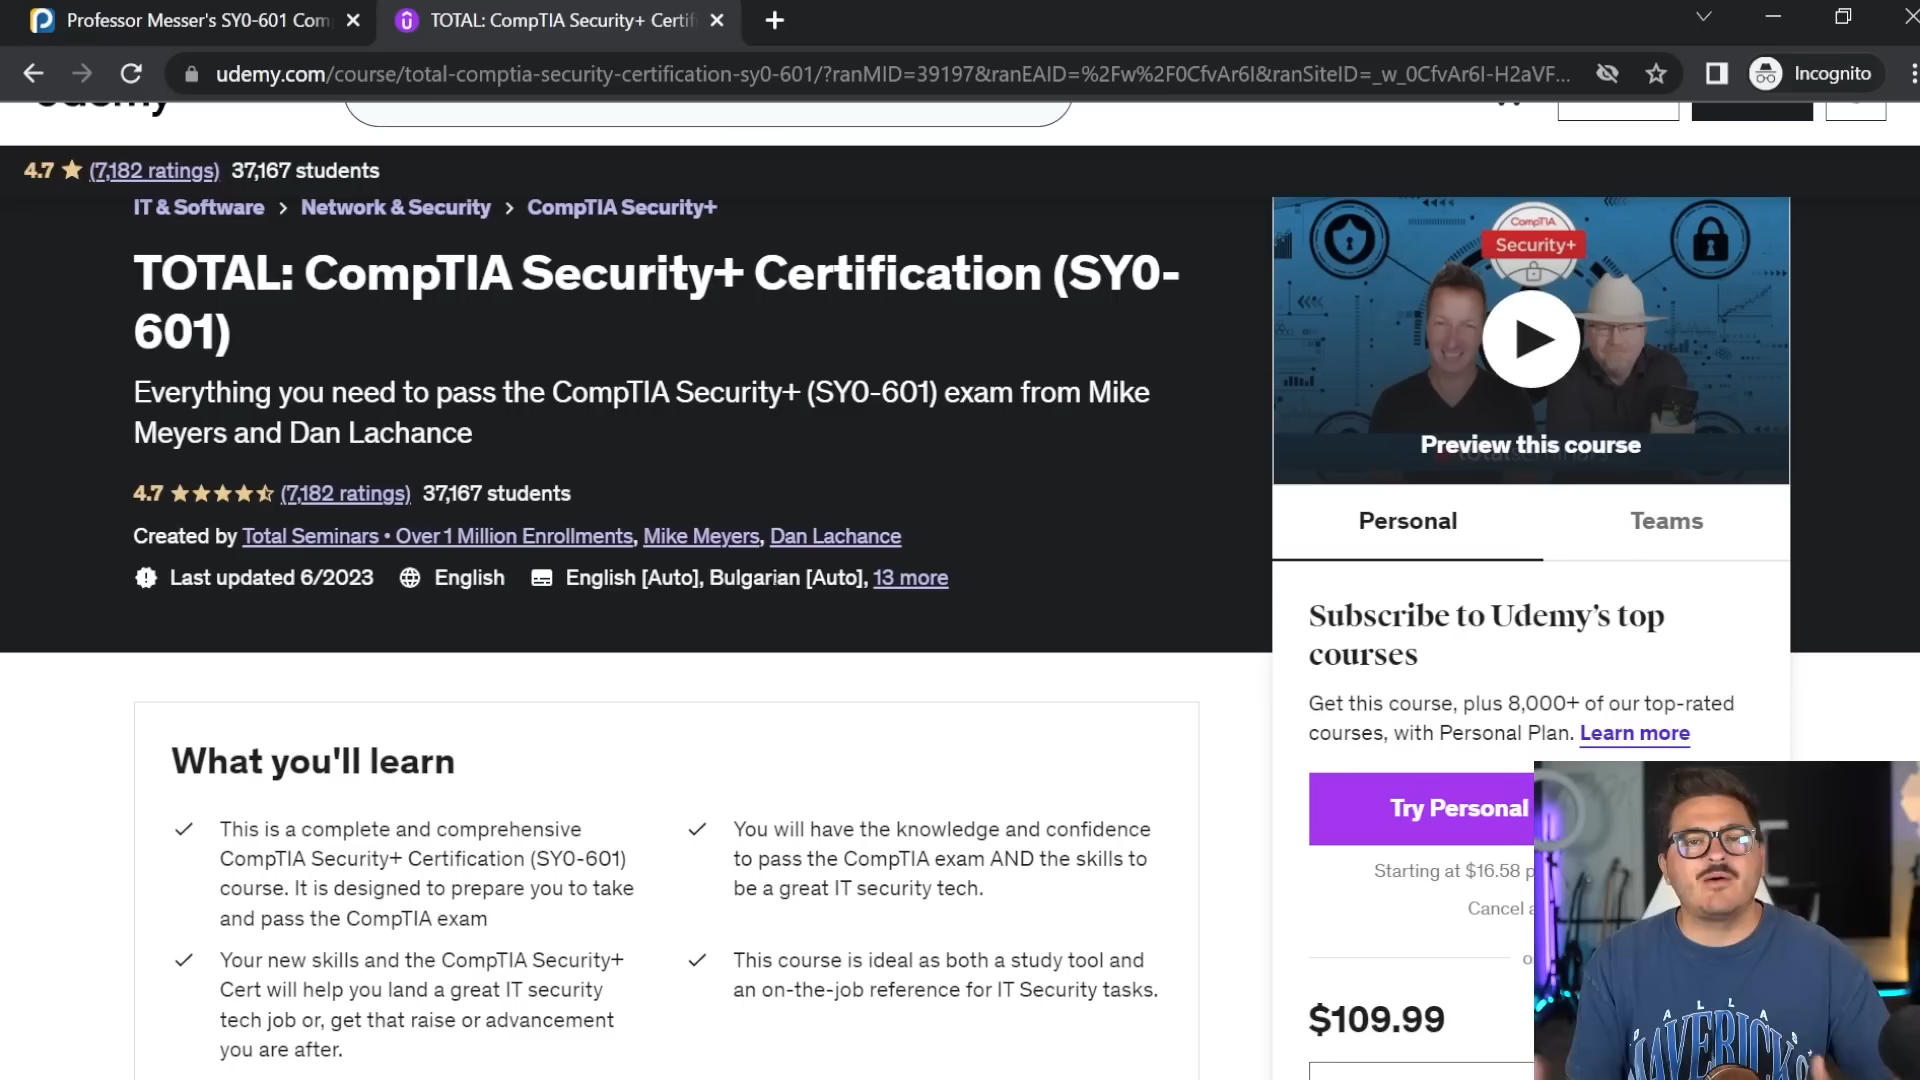 Professor Messer's SY0-601 Com
TOTAL: CompTIA Security+ Certifi
udemy.com/course/total-comptia-security-certification-sy0-601/?ranMID=39197&ranEAID=%2Fw%2F0CfvAr6I&ranSiteID=_w_0CfvAr6I-H2aVF...
Incognito
udemy
4.7 (7,182 ratings) 37,167 students
IT & Software > Network & Security > CompTIA Security+
TOTAL: CompTIA Security+ Certification (SY0-
601)
Everything you need to pass the CompTIA Security+ (SY0-601) exam from Mike
Meyers and Dan Lachance
4.7 (7,182 ratings) 37,167 students
Created by Total Seminars • Over 1 Million Enrollments, Mike Meyers, Dan Lachance
Last updated 6/2023 English English [Auto], Bulgarian [Auto], 13 more
CompTIA
Security+
Preview this course
Personal
Teams
Subscribe to Udemy's top
courses
Get this course, plus 8,000+ of our top-rated
courses, with Personal Plan. Learn more
Try Personal
Starting at $16.58 p
Cancel a
o
$109.99
What you'll learn
This is a complete and comprehensive
CompTIA Security+ Certification (SY0-601)
course. It is designed to prepare you to take
and pass the CompTIA exam
You will have the knowledge and confidence
to pass the CompTIA exam AND the skills to
be a great IT security tech.
Your new skills and the CompTIA Security+
Cert will help you land a great IT security
tech job or, get that raise or advancement
you are after.
This course is ideal as both a study tool and
an on-the-job reference for IT Security tasks.
MAVERICKS